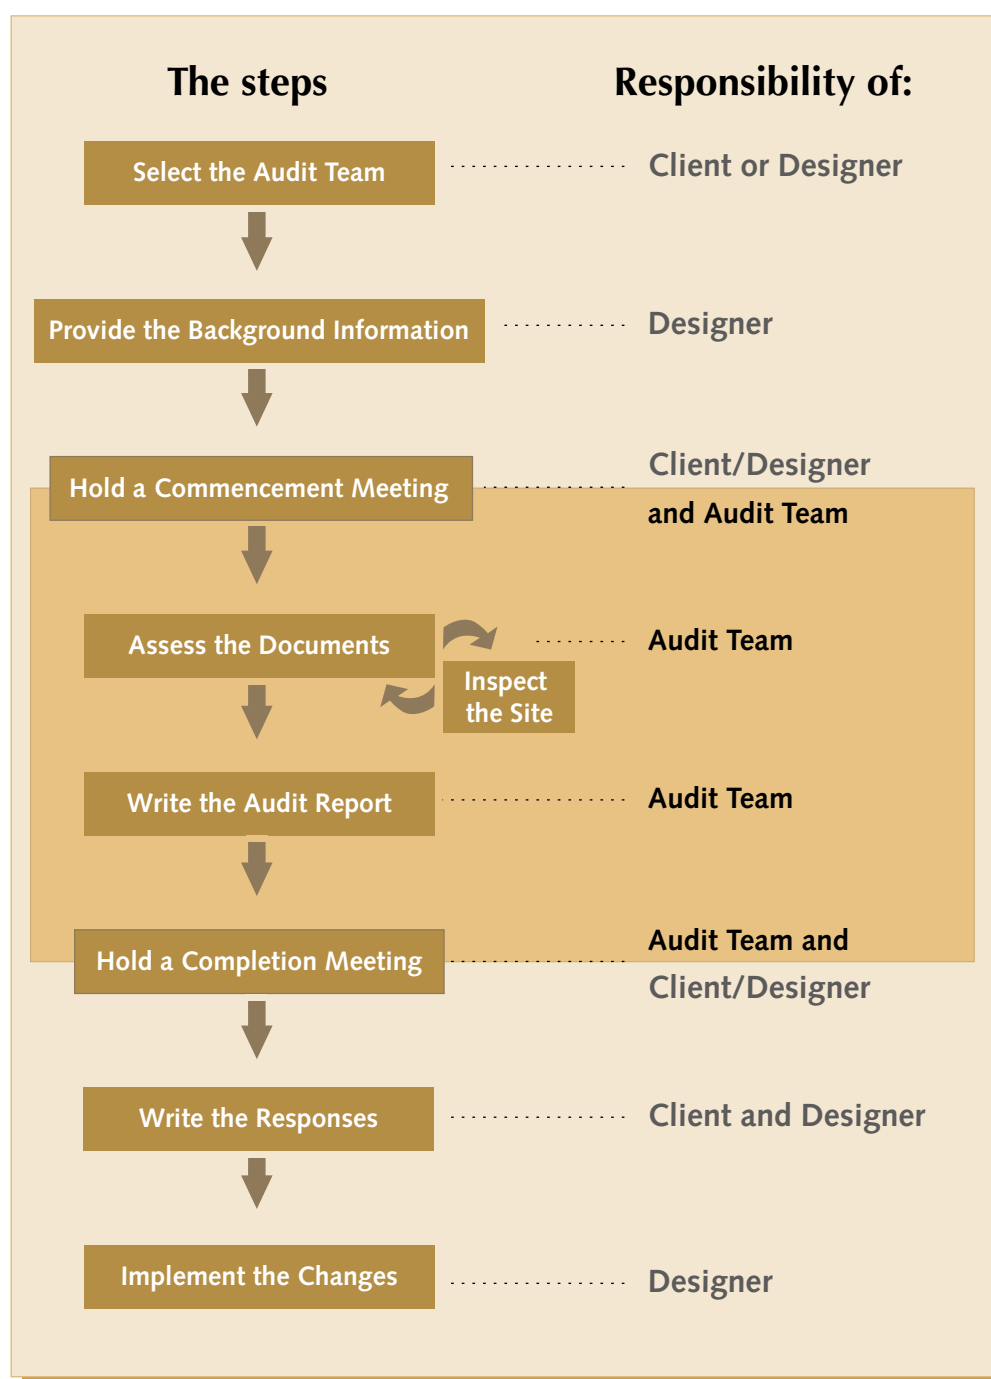 The steps
Responsibility of:
Select the Audit Team
Client or Designer
Provide the Background Information
Designer
Hold a Commencement Meeting
Client/Designer
and Audit Team
Assess the Documents
Audit Team
Inspect
the Site
Write the Audit Report
Audit Team
Hold a Completion Meeting
Audit Team and
Client/Designer
Write the Responses
Client and Designer
Implement the Changes
Designer